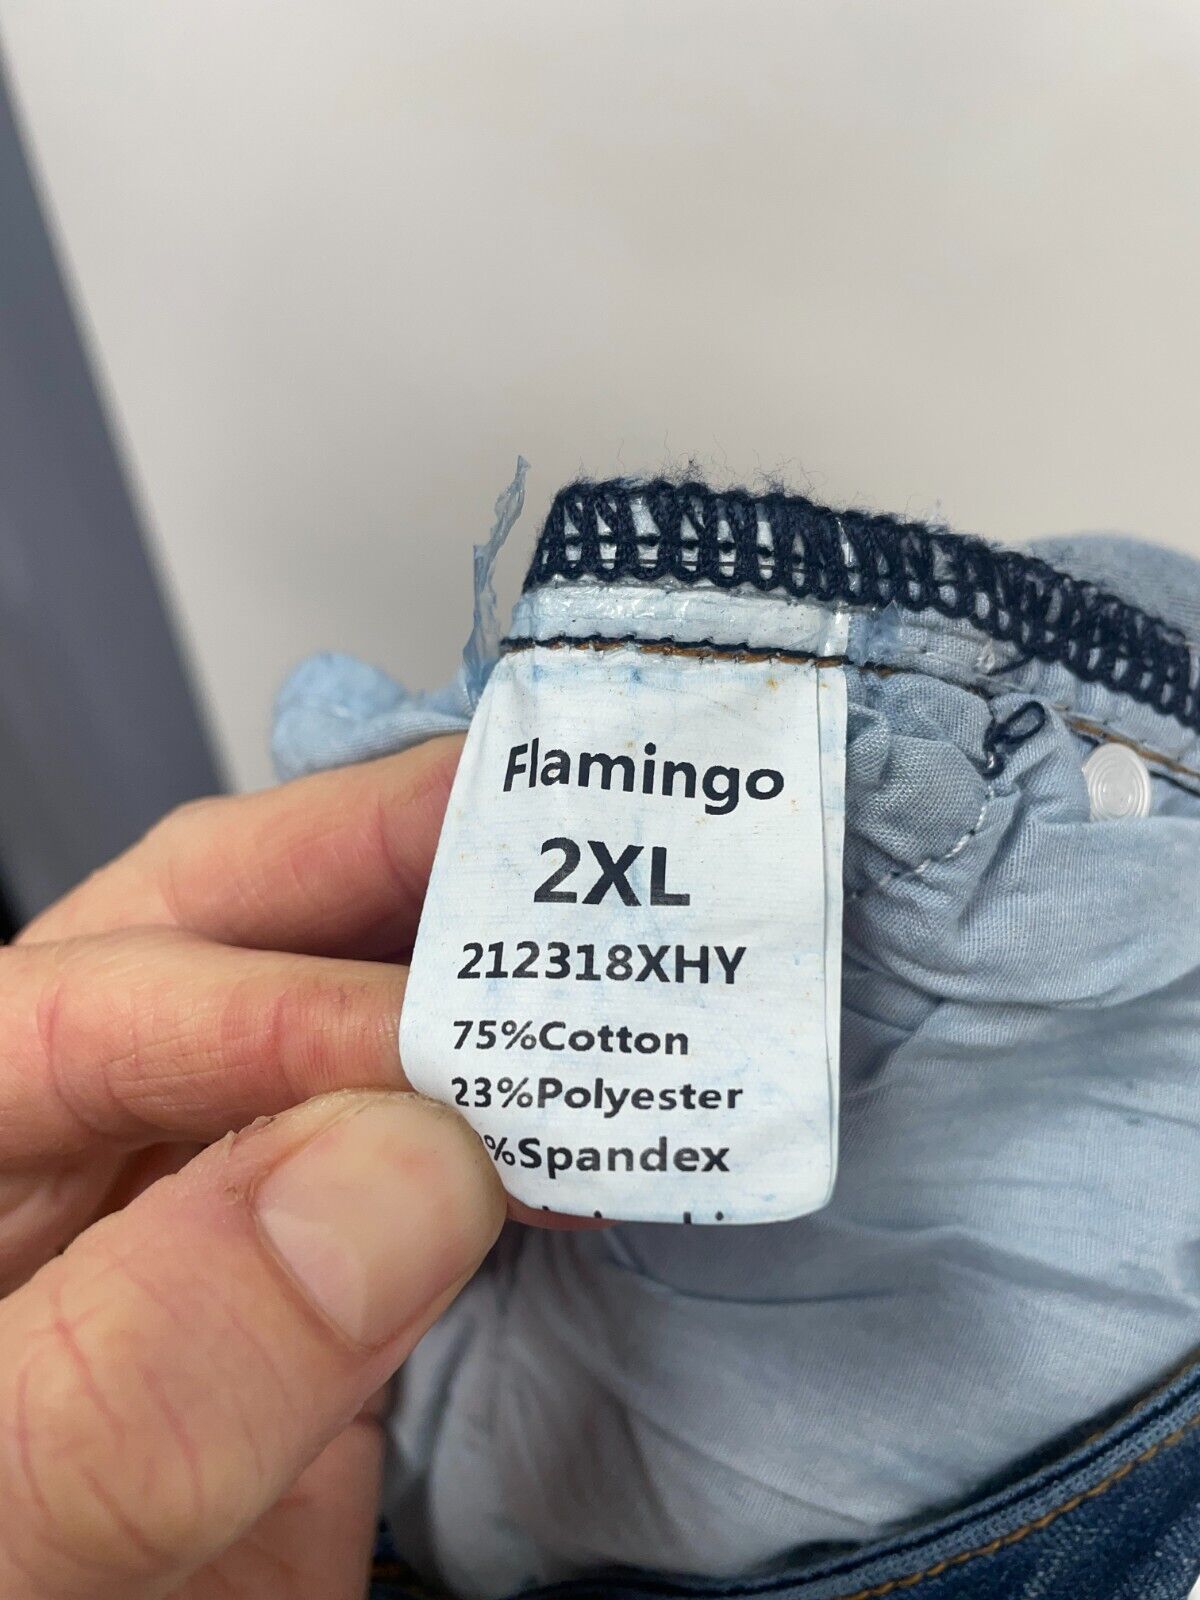 Flamingo
2XL
212318XHY
75%Cotton
23%Polyester
%Spandex